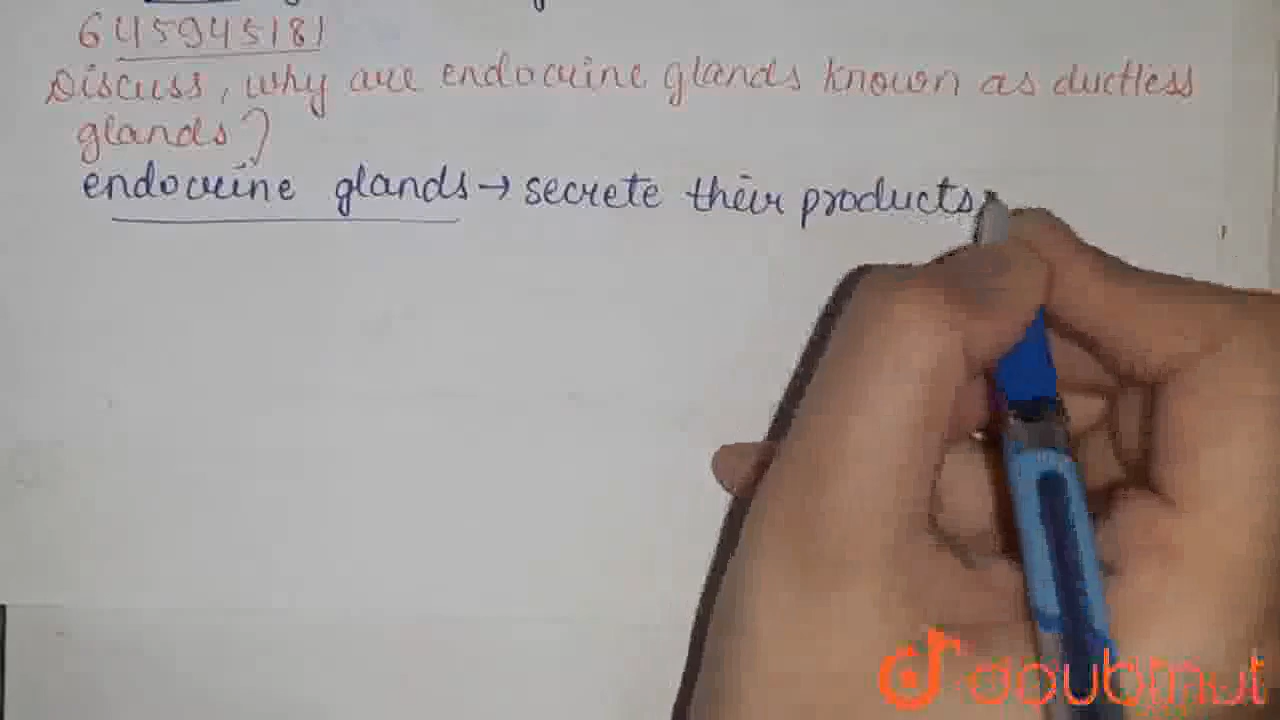 645945181
Discuss, why are endocrine glands known as ductless
glands?
endocrine glands → secrete their products
doubtnut